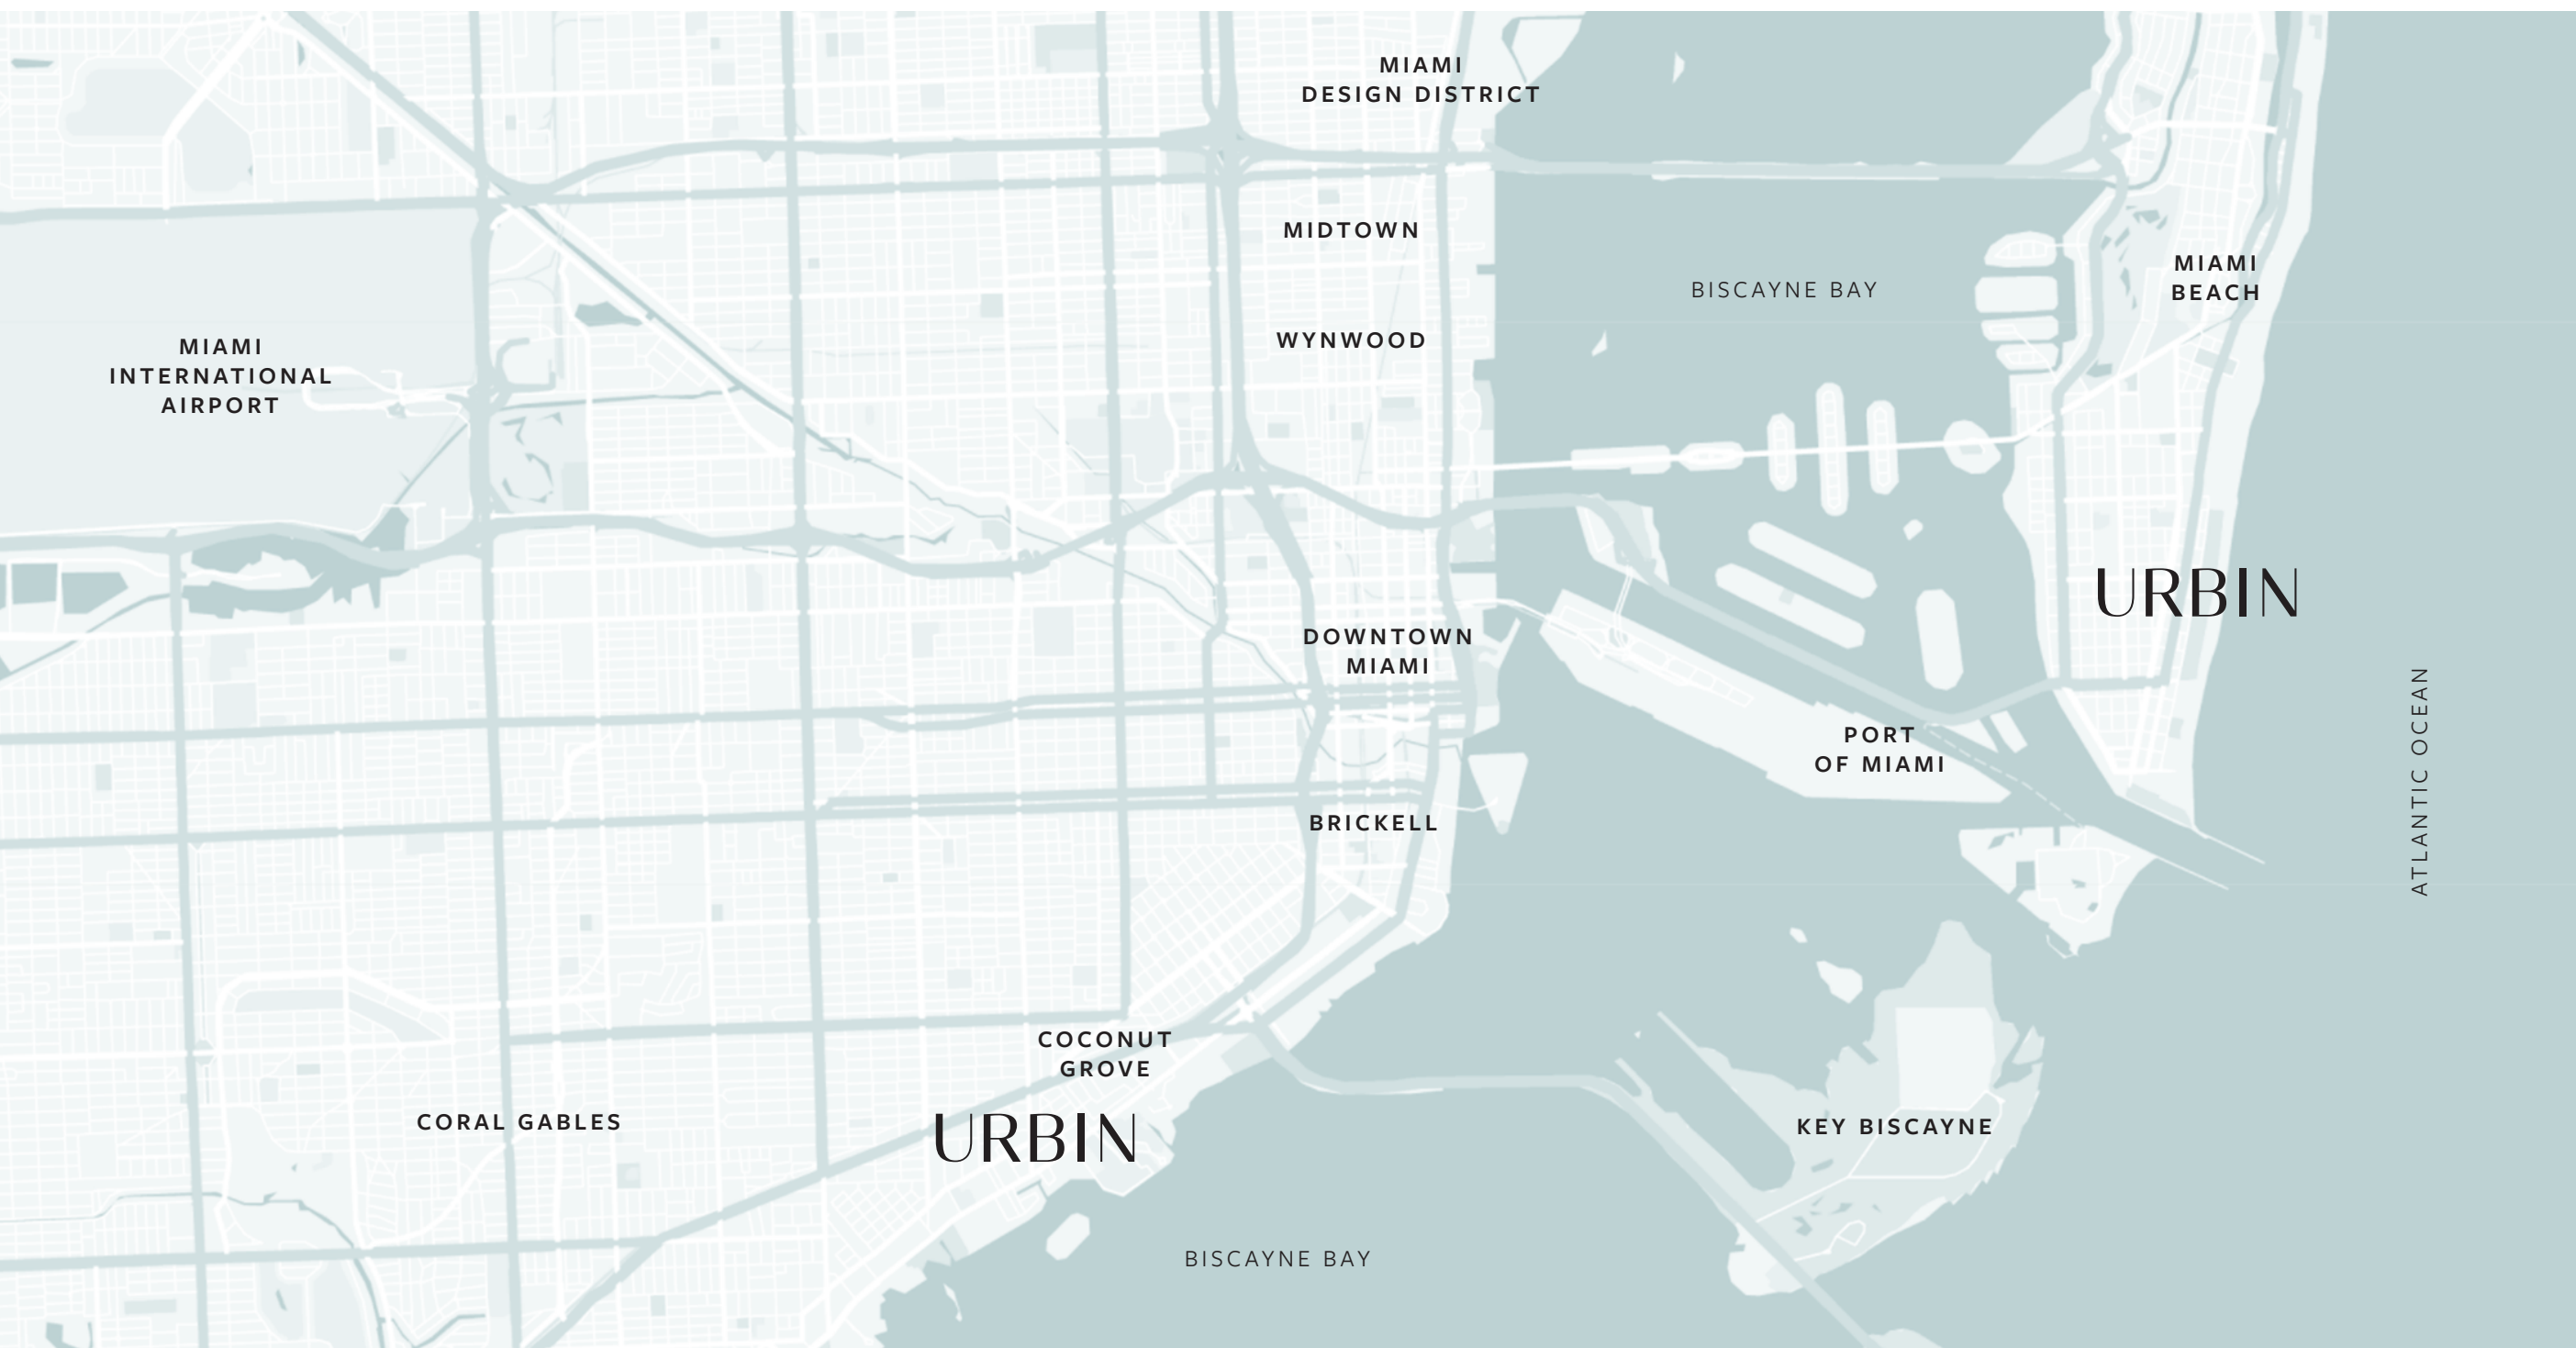 MIAMI
DESIGN DISTRICT
MIDTOWN
MIAMI
BEACH
BISCAYNE BAY
WYNWOOD
MIAMI
INTERNATIONAL
AIRPORT
URBIN
DOWNTOWN
MIAMI
ATLANTIC OCEAN
PORT
OF MIAMI
BRICKELL
COCONUT
GROVE
CORAL GABLES
URBIN
KEY BISCAYNE
BISCAYNE BAY